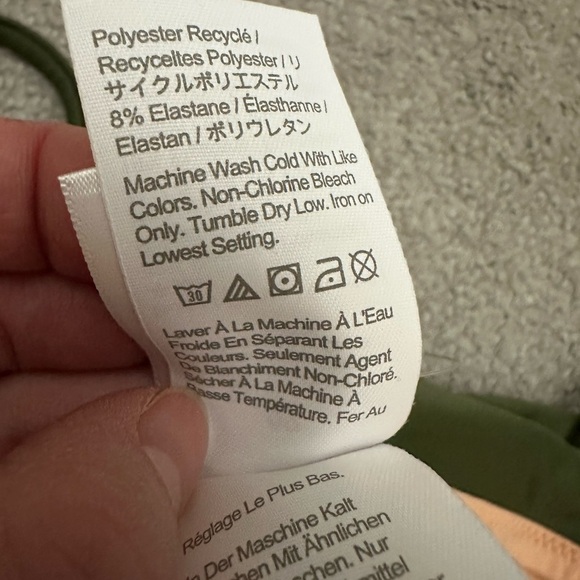 Polyester Recyclé /
Recyceltes Polyester / リ
サイクルポリエステル
8% Elastane / Élasthanne /
Elastan / ポリウレタン
Machine Wash Cold With Like
Colors. Non-Chlorine Bleach
Only. Tumble Dry Low. Iron on
Lowest Setting.
30
Laver À La Machine À L'Eau
Froide En Séparant Les
Couleurs. Seulement Agent
De Blanchiment Non-Chloré.
Sécher À La Machine À
Basse Température. Fer Au
Réglage Le Plus Bas.
Der Maschine Kalt
Mit Ähnlichen
Nur